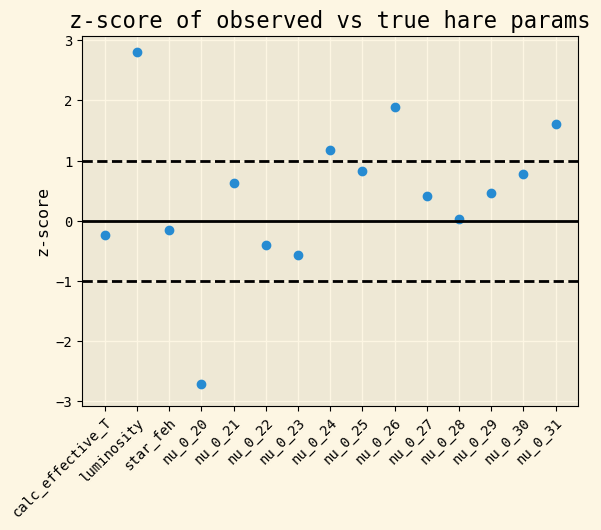 z-score of observed vs true hare params
z-score
3
2
1
0
−1
−2
−3
calc_effective_T
luminosity
star_feh
nu_0_20
nu_0_21
nu_0_22
nu_0_23
nu_0_24
nu_0_25
nu_0_26
nu_0_27
nu_0_28
nu_0_29
nu_0_30
nu_0_31